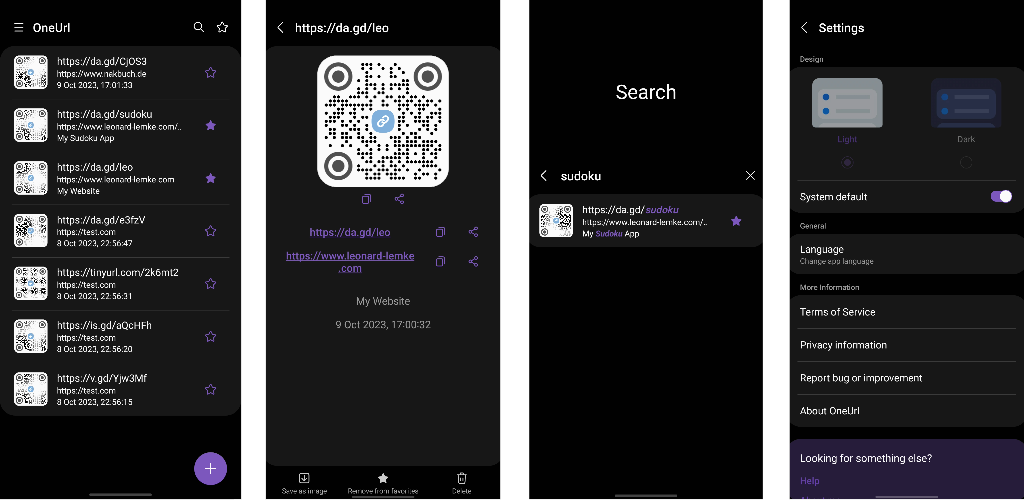 OneUrl
https://da.gd/CjOS3
https://www.nakbuch.de
9 Oct 2023, 17:01:33
https://da.gd/sudoku
https://www.leonard-lemke.com/..
My Sudoku App
https://da.gd/leo
https://www.leonard-lemke.com
My Website
https://da.gd/e3fzV
https://test.com
8 Oct 2023, 22:56:47
https://tinyurl.com/2k6mt2
https://test.com
8 Oct 2023, 22:56:31
https://is.gd/aQcHFh
https://test.com
8 Oct 2023, 22:56:20
https://v.gd/Yjw3Mf
https://test.com
8 Oct 2023, 22:56:15
https://da.gd/leo
https://da.gd/leo
https://www.leonard-lemke
.com
My Website
9 Oct 2023, 17:00:32
Save as image
Remove from favorites
Delete
Search
sudoku
https://da.gd/sudoku
https://www.leonard-lemke.com/..
My Sudoku App
Settings
Design
Light
Dark
System default
General
Language
Change app language
More Information
Terms of Service
Privacy information
Report bug or improvement
About OneUrl
Looking for something else?
Help